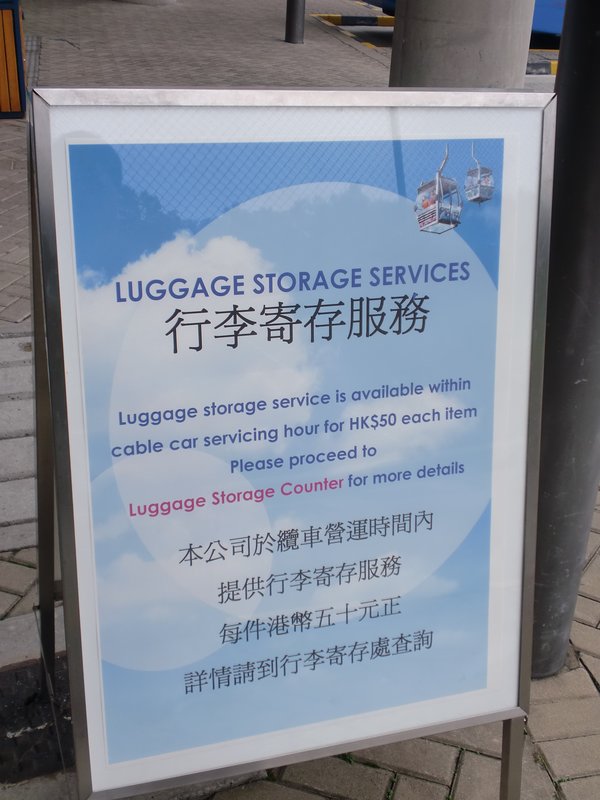 LUGGAGE STORAGE SERVICES
行李寄存服務
Luggage storage service is available within
cable car servicing hour for HK$50 each item
Please proceed to
Luggage Storage Counter for more details
本公司於纜車營運時間內
提供行李寄存服務
每件港幣五十元正
詳情請到行李寄存處查詢